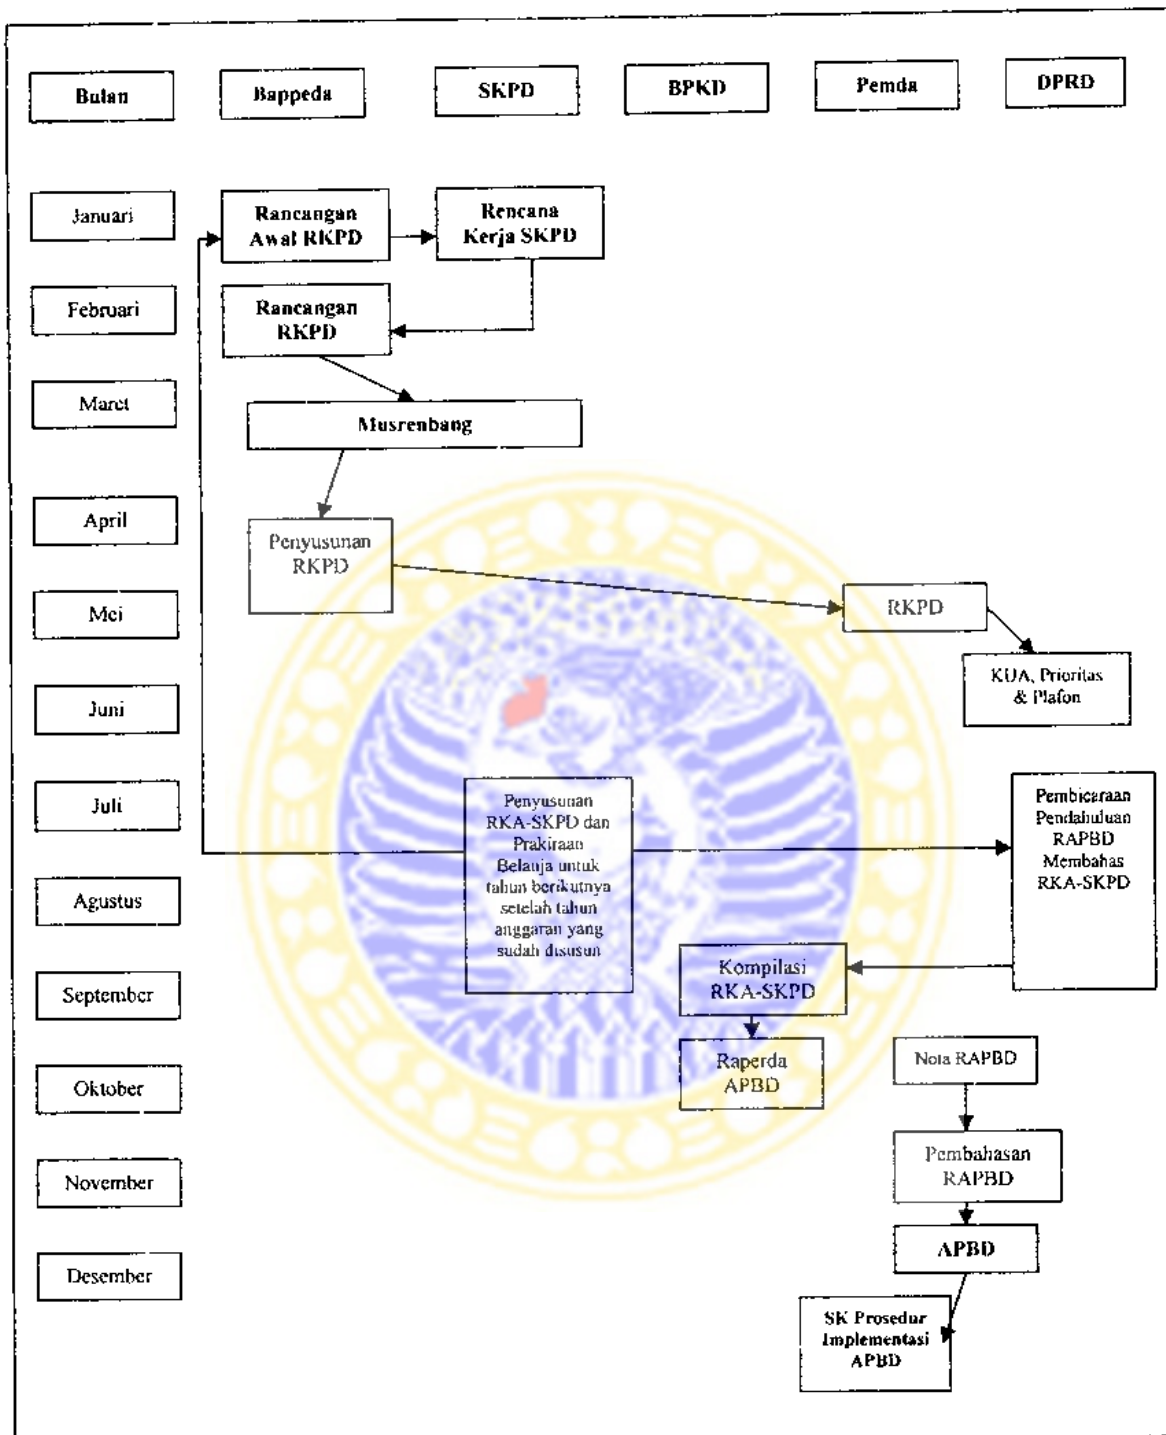 Bulan
Bappeda
SKPD
BPKD
Pemda
DPRD
Januari
Rancangan
Awal RKPD
Rencana
Kerja SKPD
Februari
Rancangan
RKPD
Maret
Musrenbang
April
Penyusunan
RKPD
Mei
RKPD
KUA, Prioritas
& Plafon
Juni
Juli
Penyusunan
RKA-SKPD dan
Prakiraan
Belanja untuk
tahun berikutnya
setelah tahun
anggaran yang
sudah disusun
Pembicaraan
Pendahuluan
RAPBD
Membahas
RKA-SKPD
Agustus
September
Kompilasi
RKA-SKPD
Oktober
Raperda
APBD
Nota RAPBD
November
Pembahasan
RAPBD
APBD
Desember
SK Prosedur
Implementasi
APBD